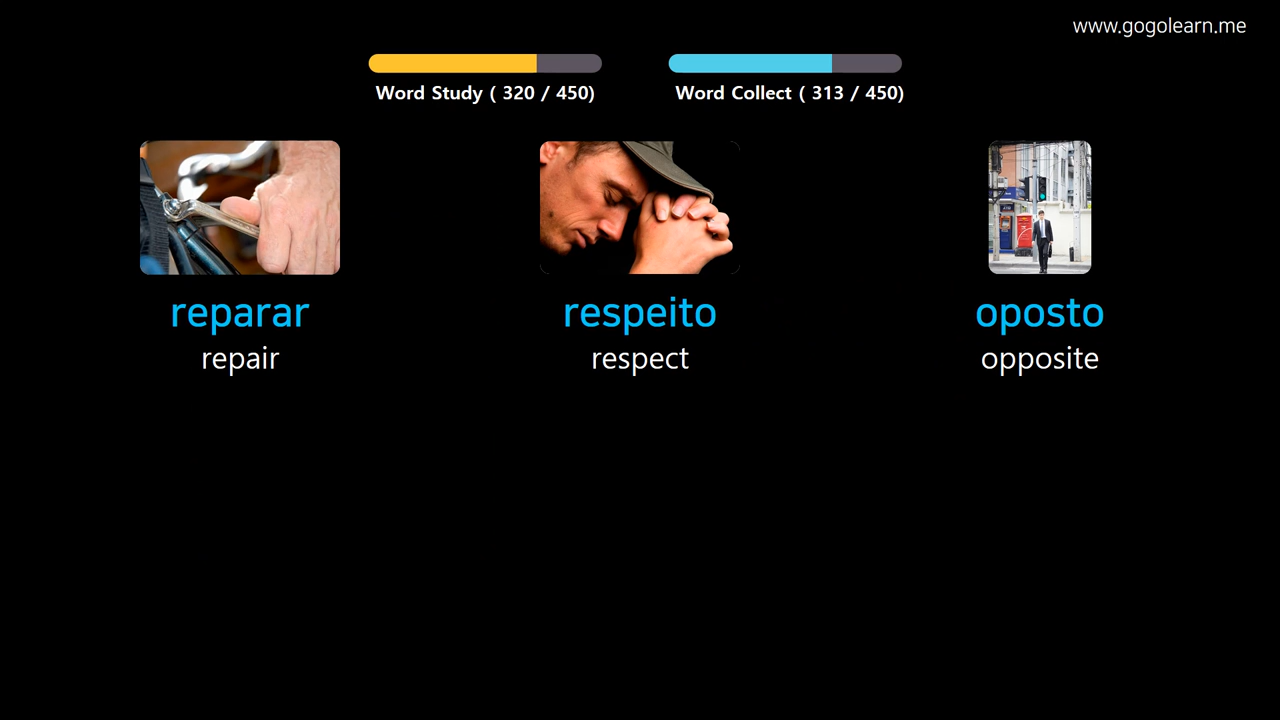 www.gogolearn.me
Word Study ( 320 / 450)
Word Collect ( 313 / 450)
reparar
repair
respeito
respect
oposto
opposite